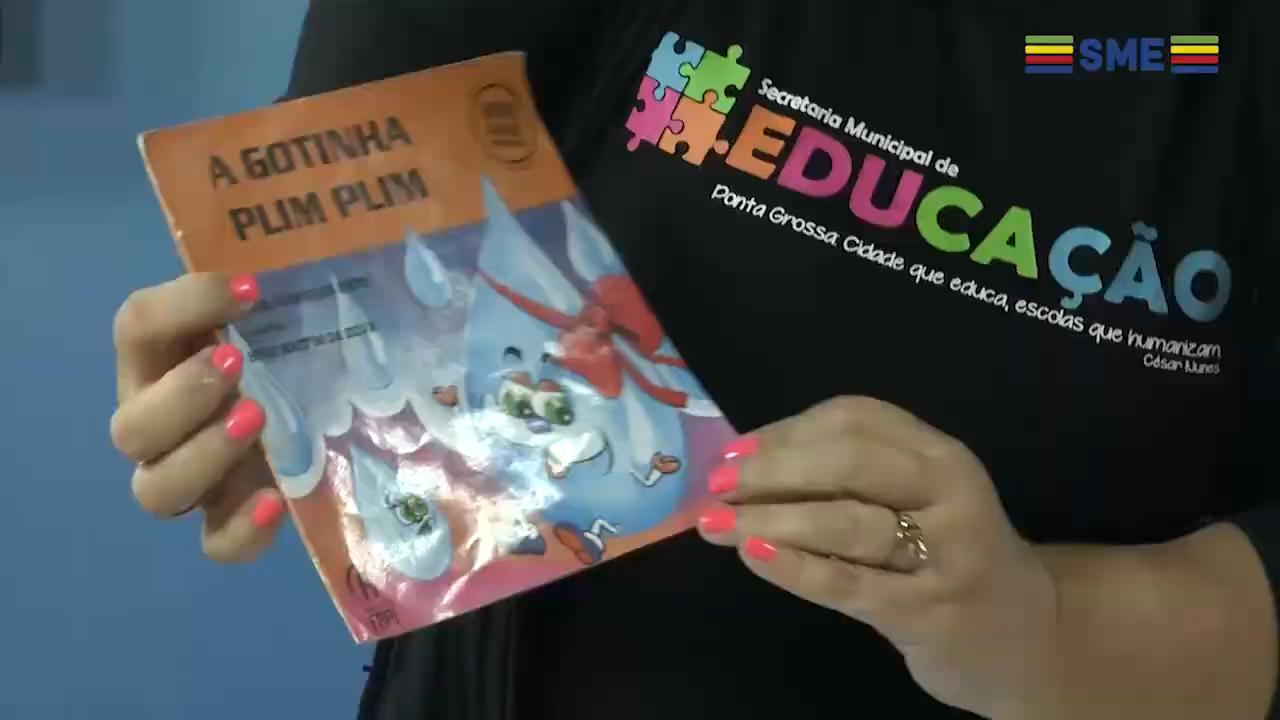 SME
Secretaria Municipal de
EDUCAÇÃO
Ponta Grossa: Cidade que educa, escolas que humanizam
César Nunes
A GOTINHA
PLIM PLIM